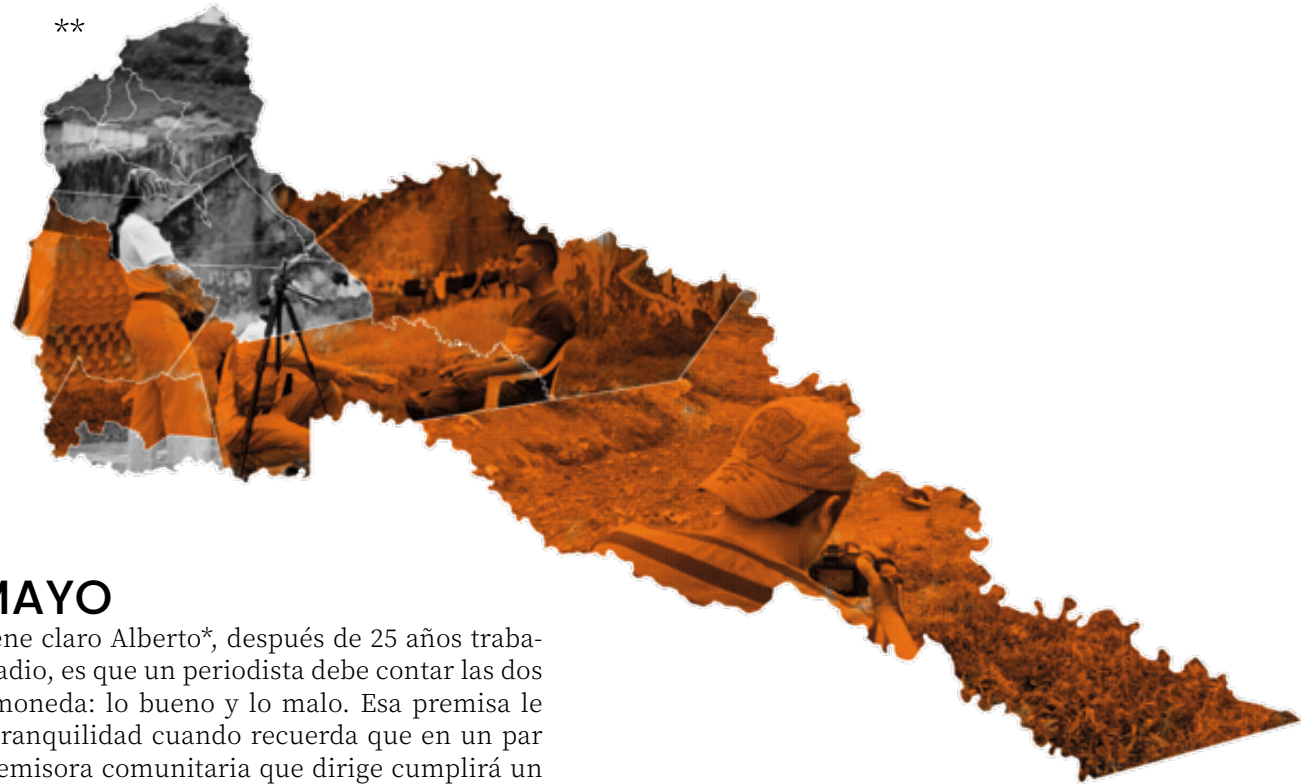 **
MAYO
ene claro Alberto*, después de 25 años traba-
adio, es que un periodista debe contar las dos
moneda: lo bueno y lo malo. Esa premisa le
ranquilidad cuando recuerda que en un par
emisora comunitaria que dirige cumplirá un